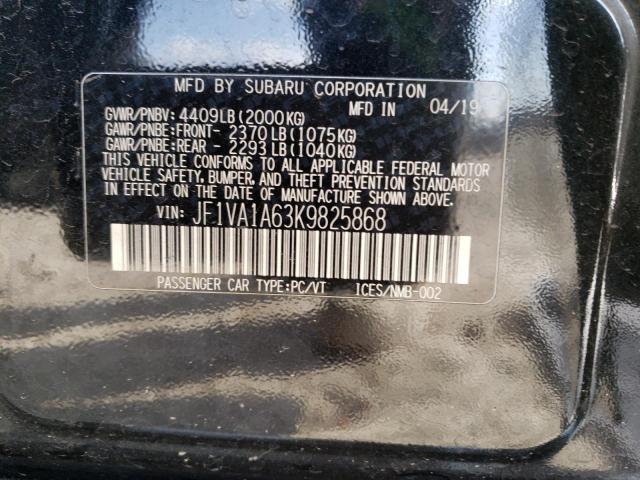 MFD BY SUBARU CORPORATION
MFD IN 04/19
GVWR/PNBV: 4409LB(2000KG)
GAWR/PNBE:FRONT- 2370LB(1075KG)
GAWR/PNBE:REAR - 2293LB(1040KG)
THIS VEHICLE CONFORMS TO ALL APPLICABLE FEDERAL MOTOR
VEHICLE SAFETY, BUMPER, AND THEFT PREVENTION STANDARDS
IN EFFECT ON THE DATE OF MANUFACTURE SHOWN ABOVE.
VIN: JF1VA1A63K9825868
PASSENGER CAR TYPE:PC/VT ICES/NMB-002